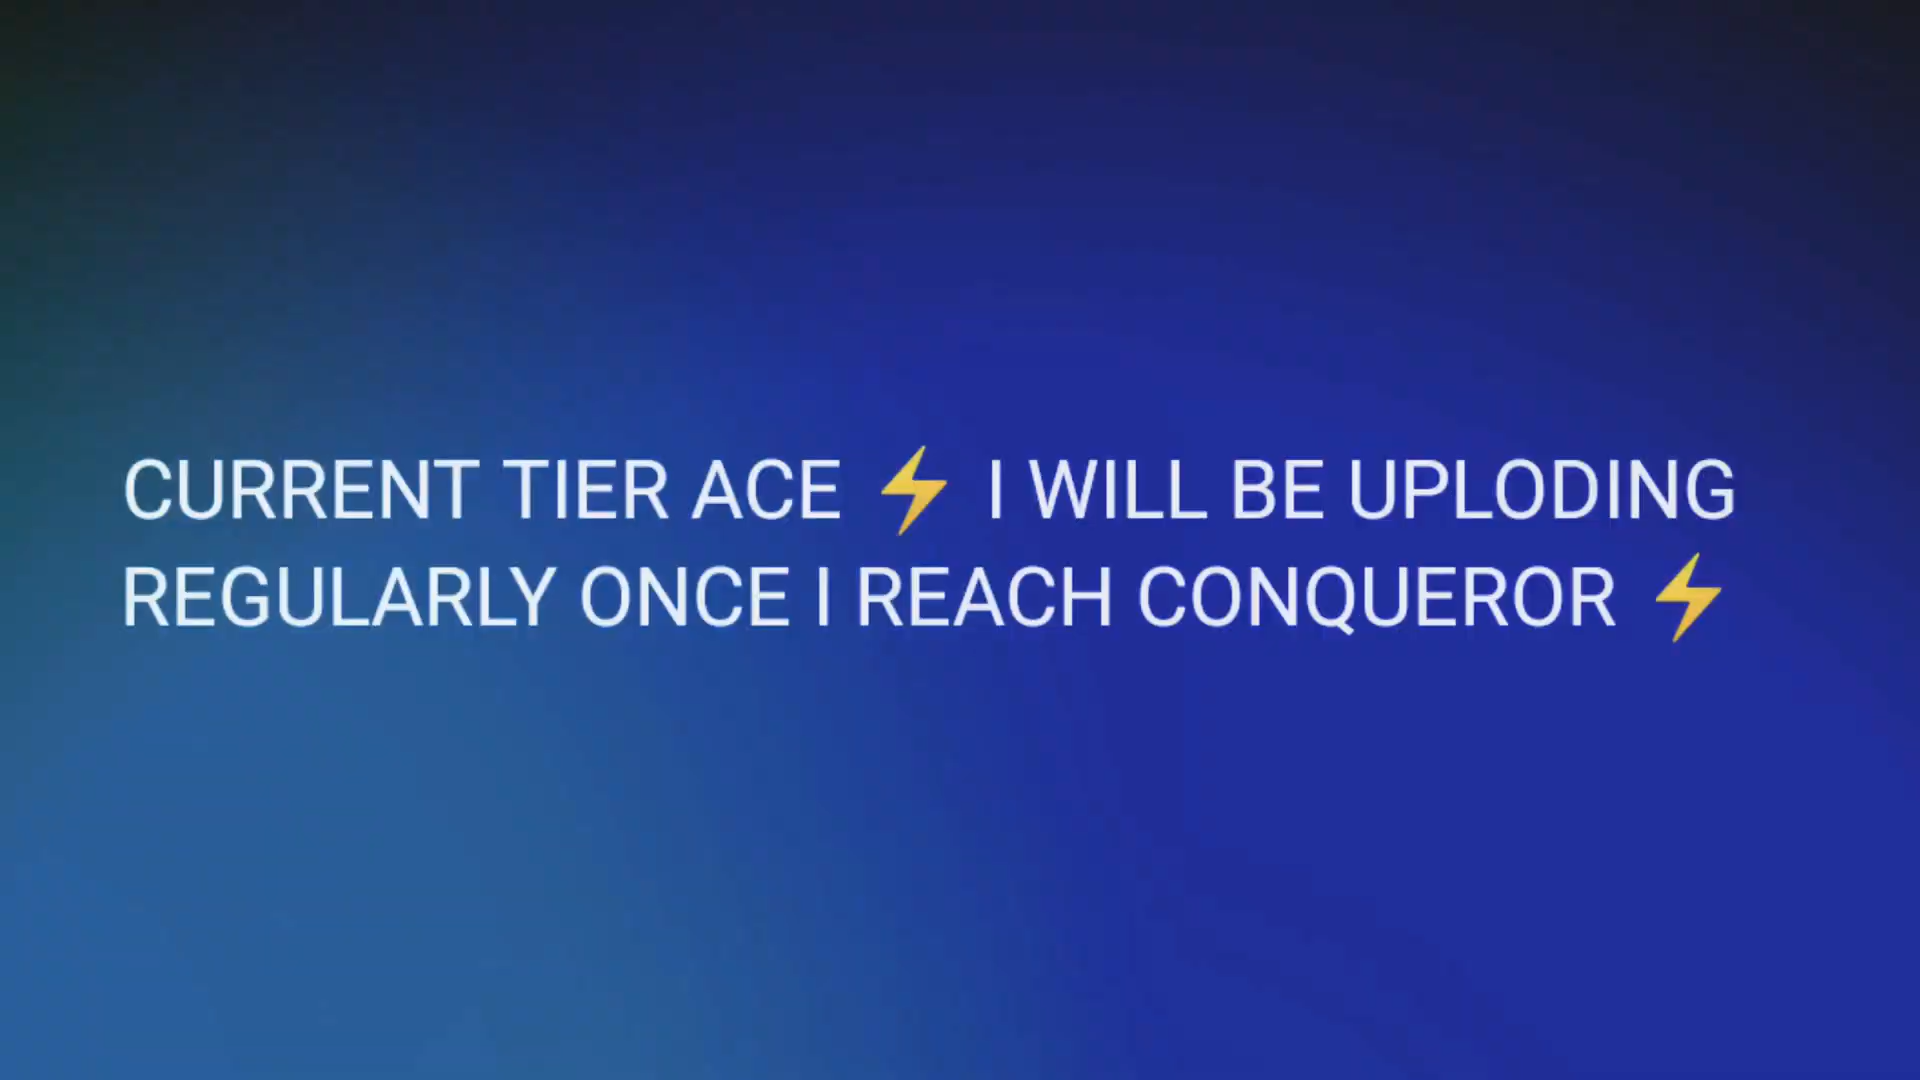 CURRENT TIER ACE ⚡ I WILL BE UPLODING
REGULARLY ONCE I REACH CONQUEROR ⚡